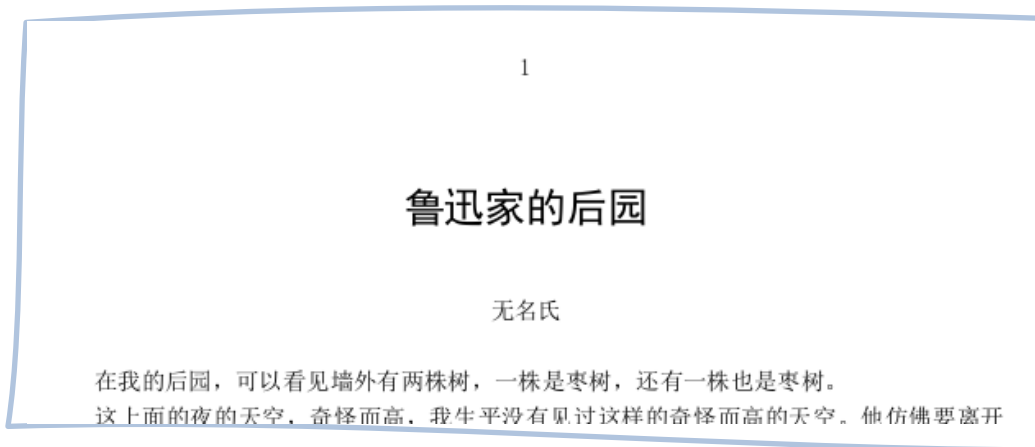 1
鲁迅家的后园
无名氏
在我的后园，可以看见墙外有两株树，一株是枣树，还有一株也是枣树。
这上面的夜的天空，奇怪而高，我生平没有见过这样的奇怪而高的天空。他仿佛要离开